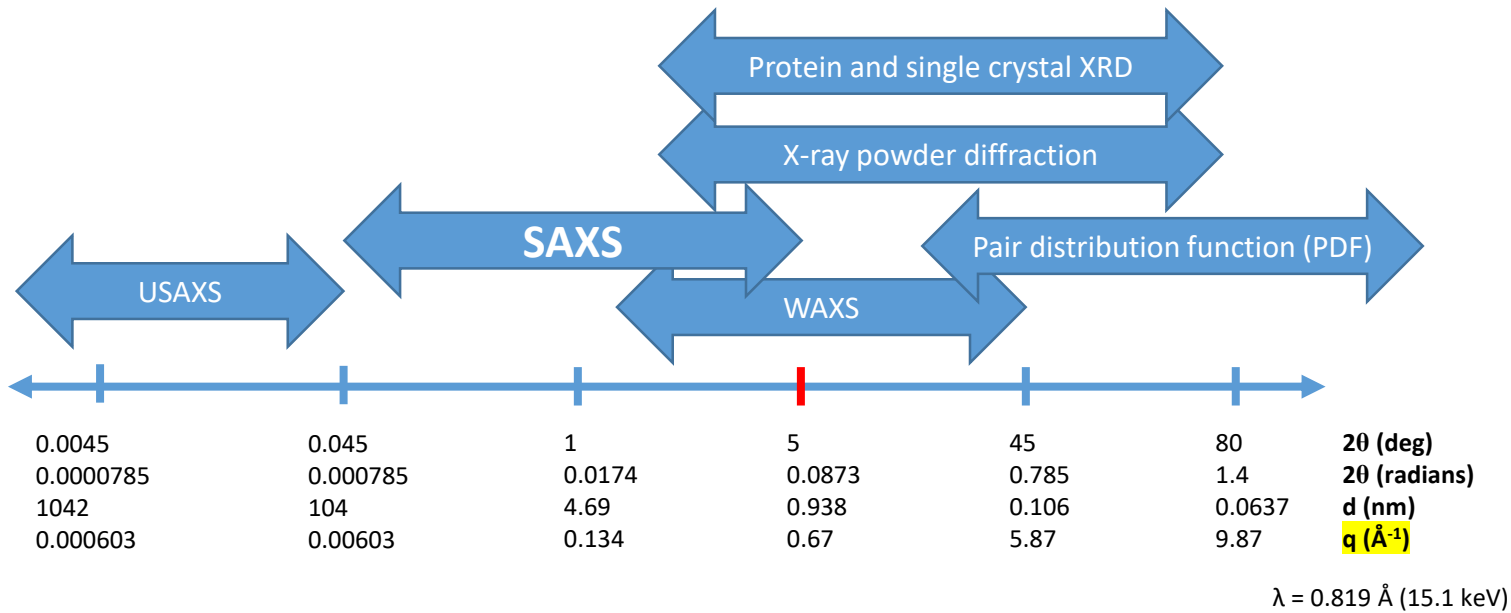 Protein and single crystal XRD
X-ray powder diffraction
SAXS
Pair distribution function (PDF)
USAXS
WAXS
0.0045 0.045 1 5 45 80 2θ (deg)
0.0000785 0.000785 0.0174 0.0873 0.785 1.4 2θ (radians)
1042 104 4.69 0.938 0.106 0.0637 d (nm)
0.000603 0.00603 0.134 0.67 5.87 9.87 q (Å⁻¹)
λ = 0.819 Å (15.1 keV)